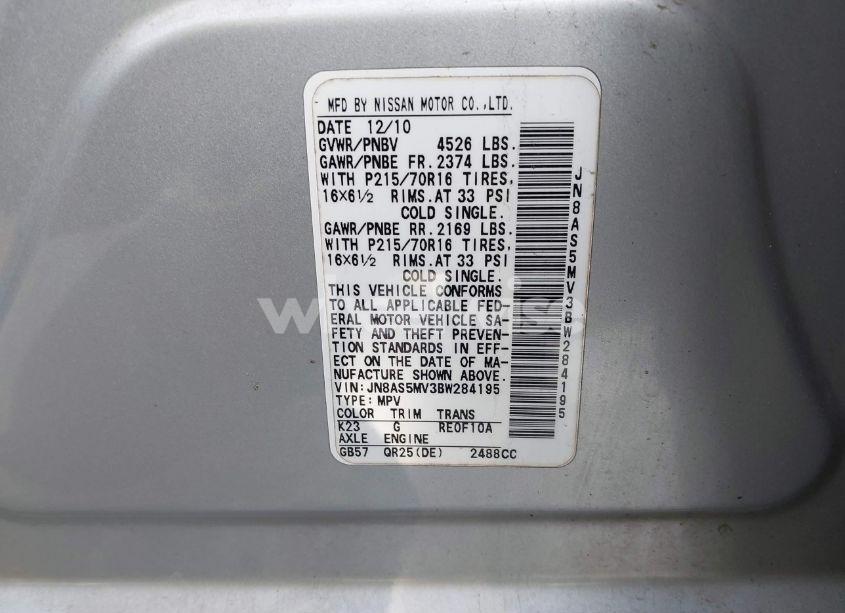 MFD BY NISSAN MOTOR CO.,LTD.
DATE 12/10
GVWR/PNBV 4526 LBS.
GAWR/PNBE FR. 2374 LBS.
WITH P215/70R16 TIRES,
16×6½ RIMS. AT 33 PSI
COLD SINGLE.
GAWR/PNBE RR. 2169 LBS.
WITH P215/70R16 TIRES,
16×6½ RIMS. AT 33 PSI
COLD SINGLE.
THIS VEHICLE CONFORMS
TO ALL APPLICABLE FED-
ERAL MOTOR VEHICLE SA-
FETY AND THEFT PREVEN-
TION STANDARDS IN EFF-
ECT ON THE DATE OF MA-
NUFACTURE SHOWN ABOVE.
VIN:JN8AS5MV3BW284195
TYPE:MPV
COLOR TRIM TRANS
K23 G RE0F10A
AXLE ENGINE
GB57 QR25(DE) 2488CC
JN8AS5MV3BW284195